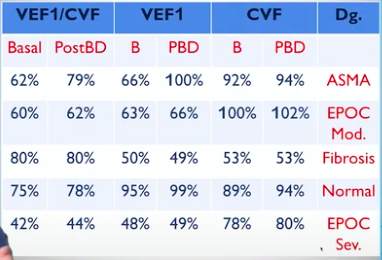 VEF1/CVF VEF1 CVF Dg.
Basal PostBD B PBD B PBD
62% 79% 66% 100% 92% 94% ASMA
60% 62% 63% 66% 100% 102% EPOC
Mod.
80% 80% 50% 49% 53% 53% Fibrosis
75% 78% 95% 99% 89% 94% Normal
42% 44% 48% 49% 78% 80% EPOC
Sev.